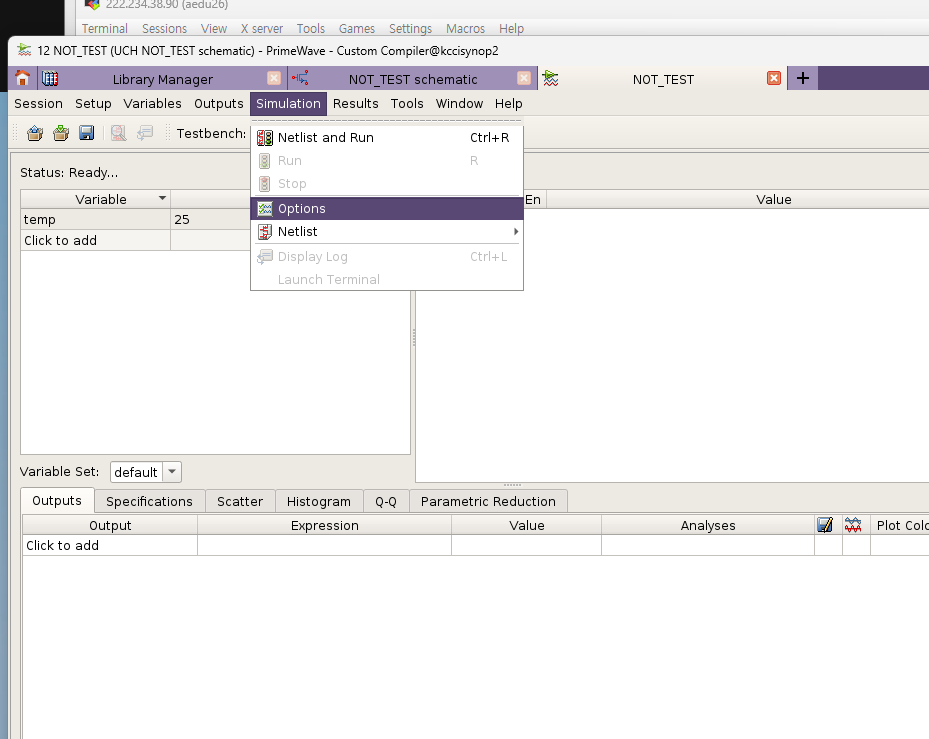 222.234.38.90 (aedu26)
Terminal Sessions View X server Tools Games Settings Macros Help
12 NOT_TEST (UCH NOT_TEST schematic) - PrimeWave - Custom Compiler@kccisynop2
Library Manager NOT_TEST schematic NOT_TEST
Session Setup Variables Outputs Simulation Results Tools Window Help
Testbench:
Netlist and Run Ctrl+R
Run R
Stop
Options
Netlist
Display Log Ctrl+L
Launch Terminal
Status: Ready...
Variable En Value
temp 25
Click to add
Variable Set: default
Outputs Specifications Scatter Histogram Q-Q Parametric Reduction
Output Expression Value Analyses Plot Colo
Click to add